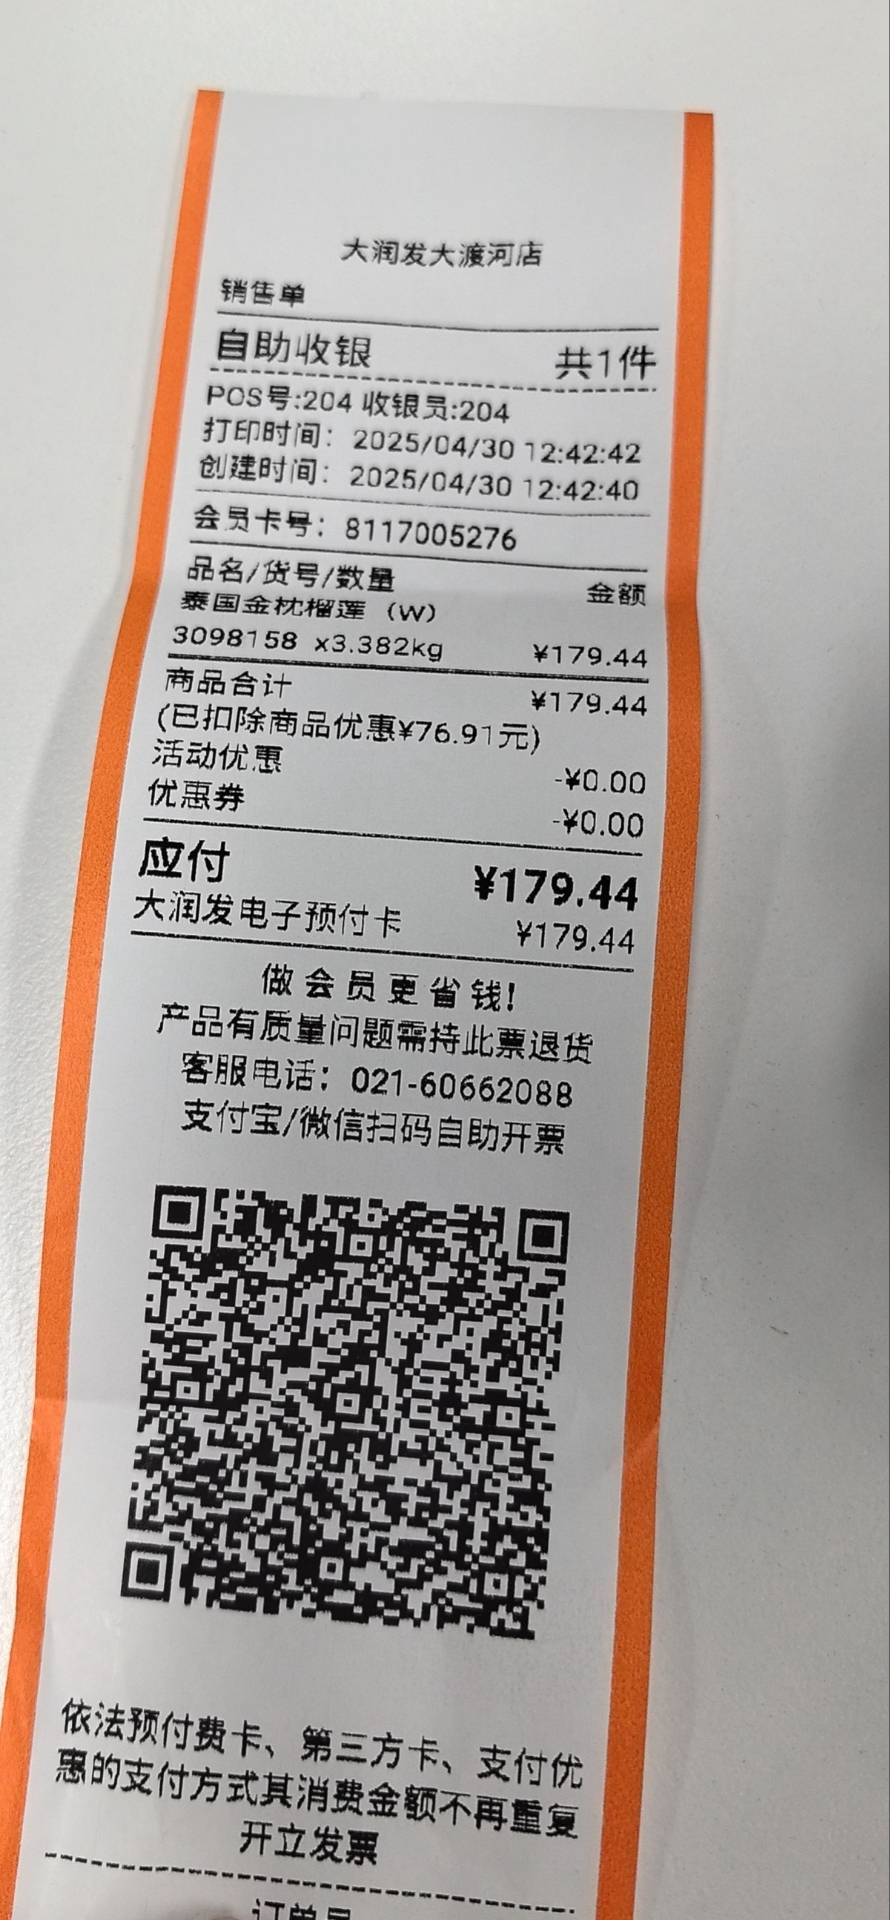 大润发大渡河店
销售单
自助收银 共1件
POS号:204 收银员:204
打印时间: 2025/04/30 12:42:42
创建时间: 2025/04/30 12:42:40
会员卡号: 8117005276
品名/货号/数量 金额
泰国金枕榴莲 (W)
3098158 x3.382kg ¥179.44
商品合计 ¥179.44
(已扣除商品优惠¥76.91元)
活动优惠 -¥0.00
优惠券 -¥0.00
应付 ¥179.44
大润发电子预付卡 ¥179.44
做会员更省钱!
产品有质量问题需持此票退货
客服电话: 021-60662088
支付宝/微信扫码自助开票
依法预付费卡、第三方卡、支付优
惠的支付方式其消费金额不再重复
开立发票